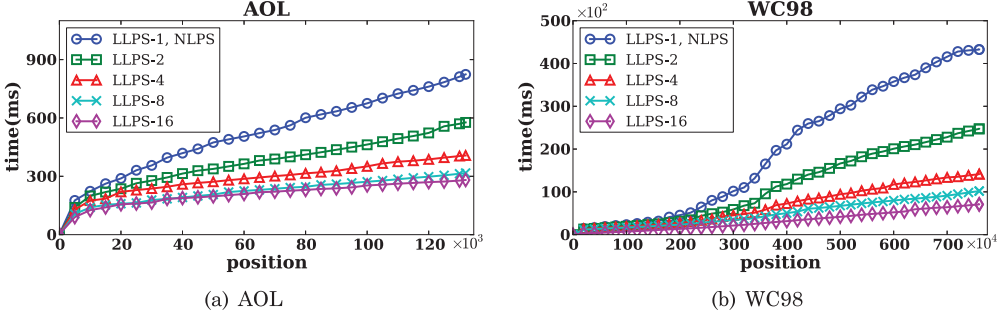 AOL
900
600
300
0
time(ms)
LLPS-1, NLPS
LLPS-2
LLPS-4
LLPS-8
LLPS-16
0 20 40 60 80 100 120 ×10³
position
(a) AOL
WC98
500 ×10²
400
300
200
100
0
time(ms)
LLPS-1, NLPS
LLPS-2
LLPS-4
LLPS-8
LLPS-16
0 100 200 300 400 500 600 700 ×10⁴
position
(b) WC98